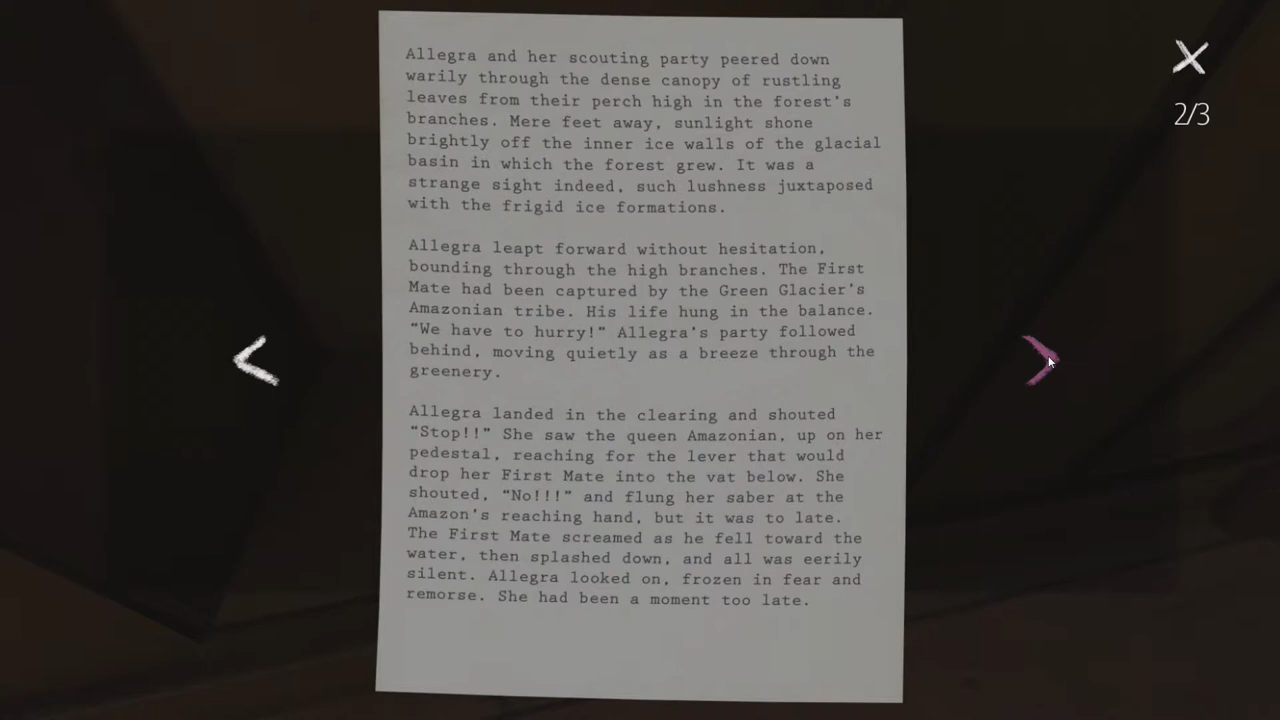 Allegra and her scouting party peered down
warily through the dense canopy of rustling
leaves from their perch high in the forest's
branches. Mere feet away, sunlight shone
brightly off the inner ice walls of the glacial
basin in which the forest grew. It was a
strange sight indeed, such lushness juxtaposed
with the frigid ice formations.
Allegra leapt forward without hesitation,
bounding through the high branches. The First
Mate had been captured by the Green Glacier's
Amazonian tribe. His life hung in the balance.
"We have to hurry!" Allegra's party followed
behind, moving quietly as a breeze through the
greenery.
Allegra landed in the clearing and shouted
"Stop!!" She saw the queen Amazonian, up on her
pedestal, reaching for the lever that would
drop her First Mate into the vat below. She
shouted, "No!!!" and flung her saber at the
Amazon's reaching hand, but it was to late.
The First Mate screamed as he fell toward the
water, then splashed down, and all was eerily
silent. Allegra looked on, frozen in fear and
remorse. She had been a moment too late.
2/3